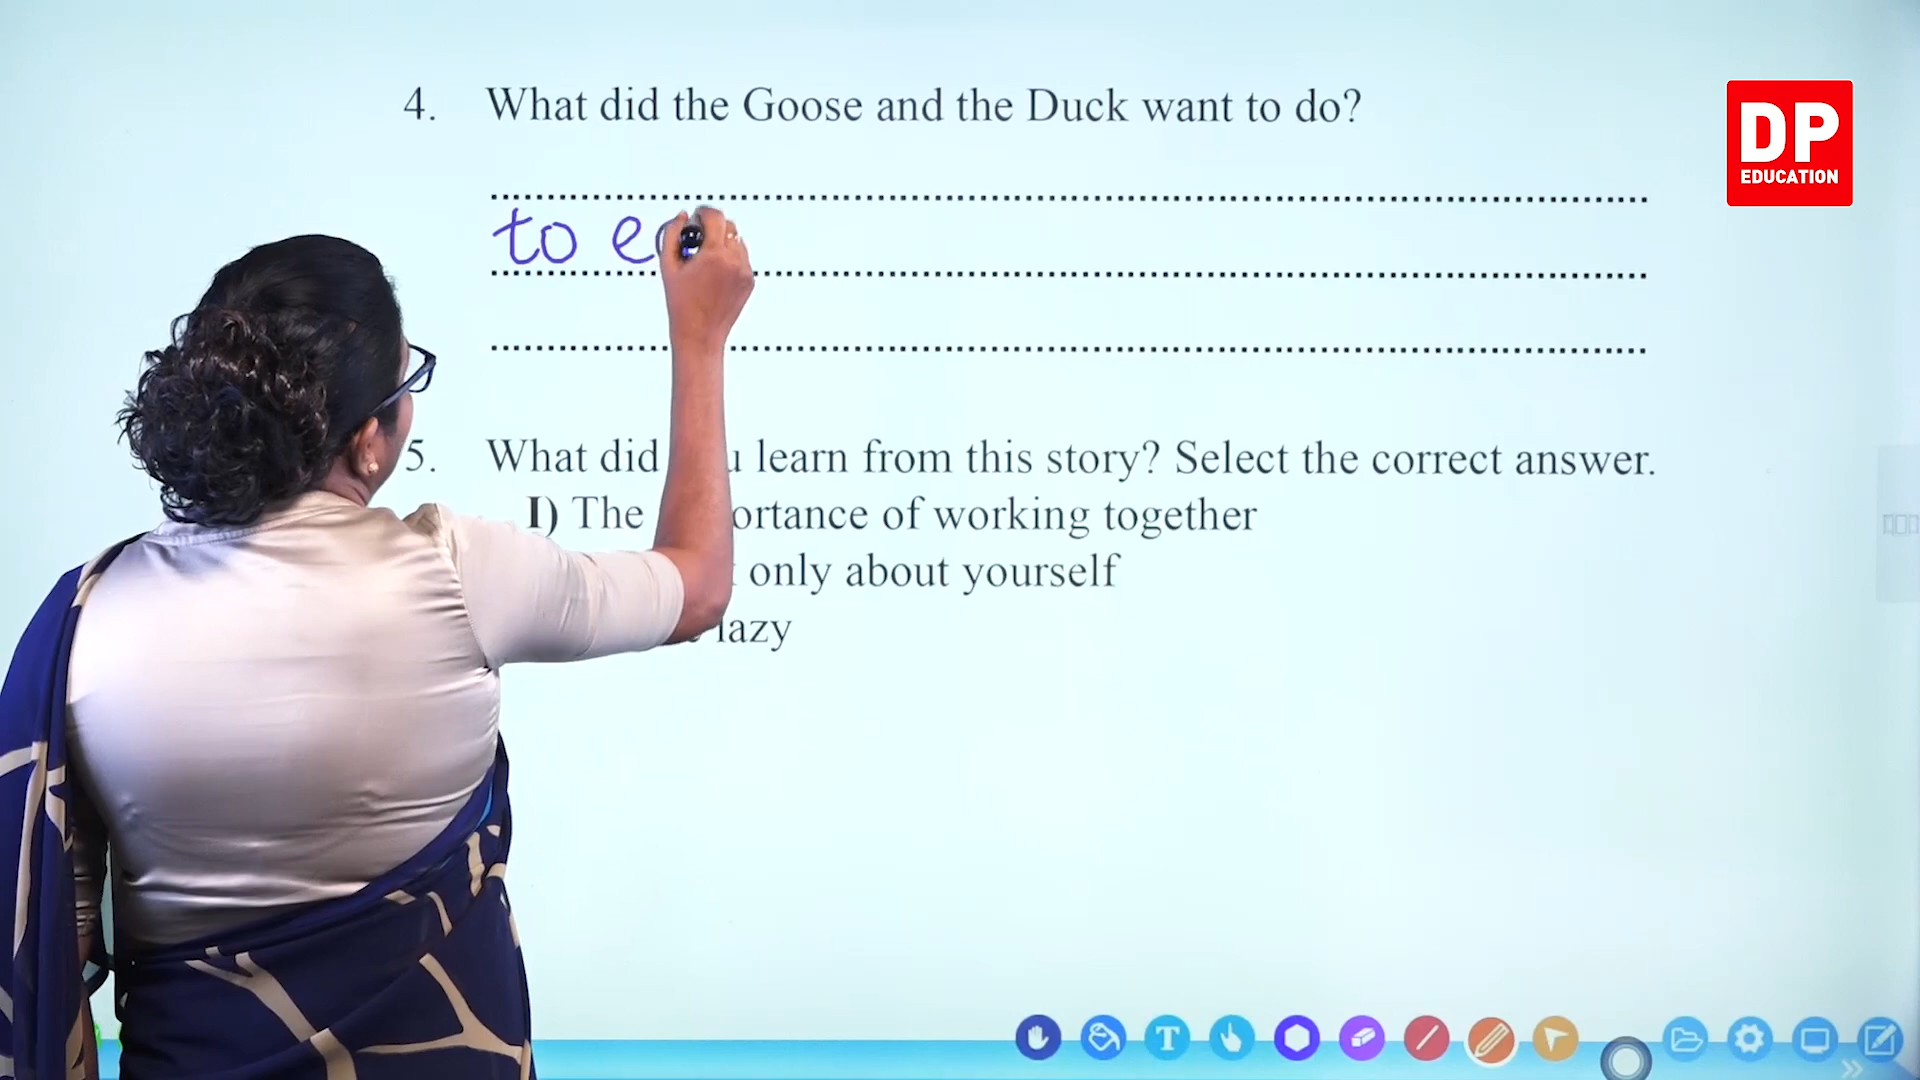 4. What did the Goose and the Duck want to do?
DP
EDUCATION
to
5. What did learn from this story? Select the correct answer.
I) The of working together
only about yourself
lazy